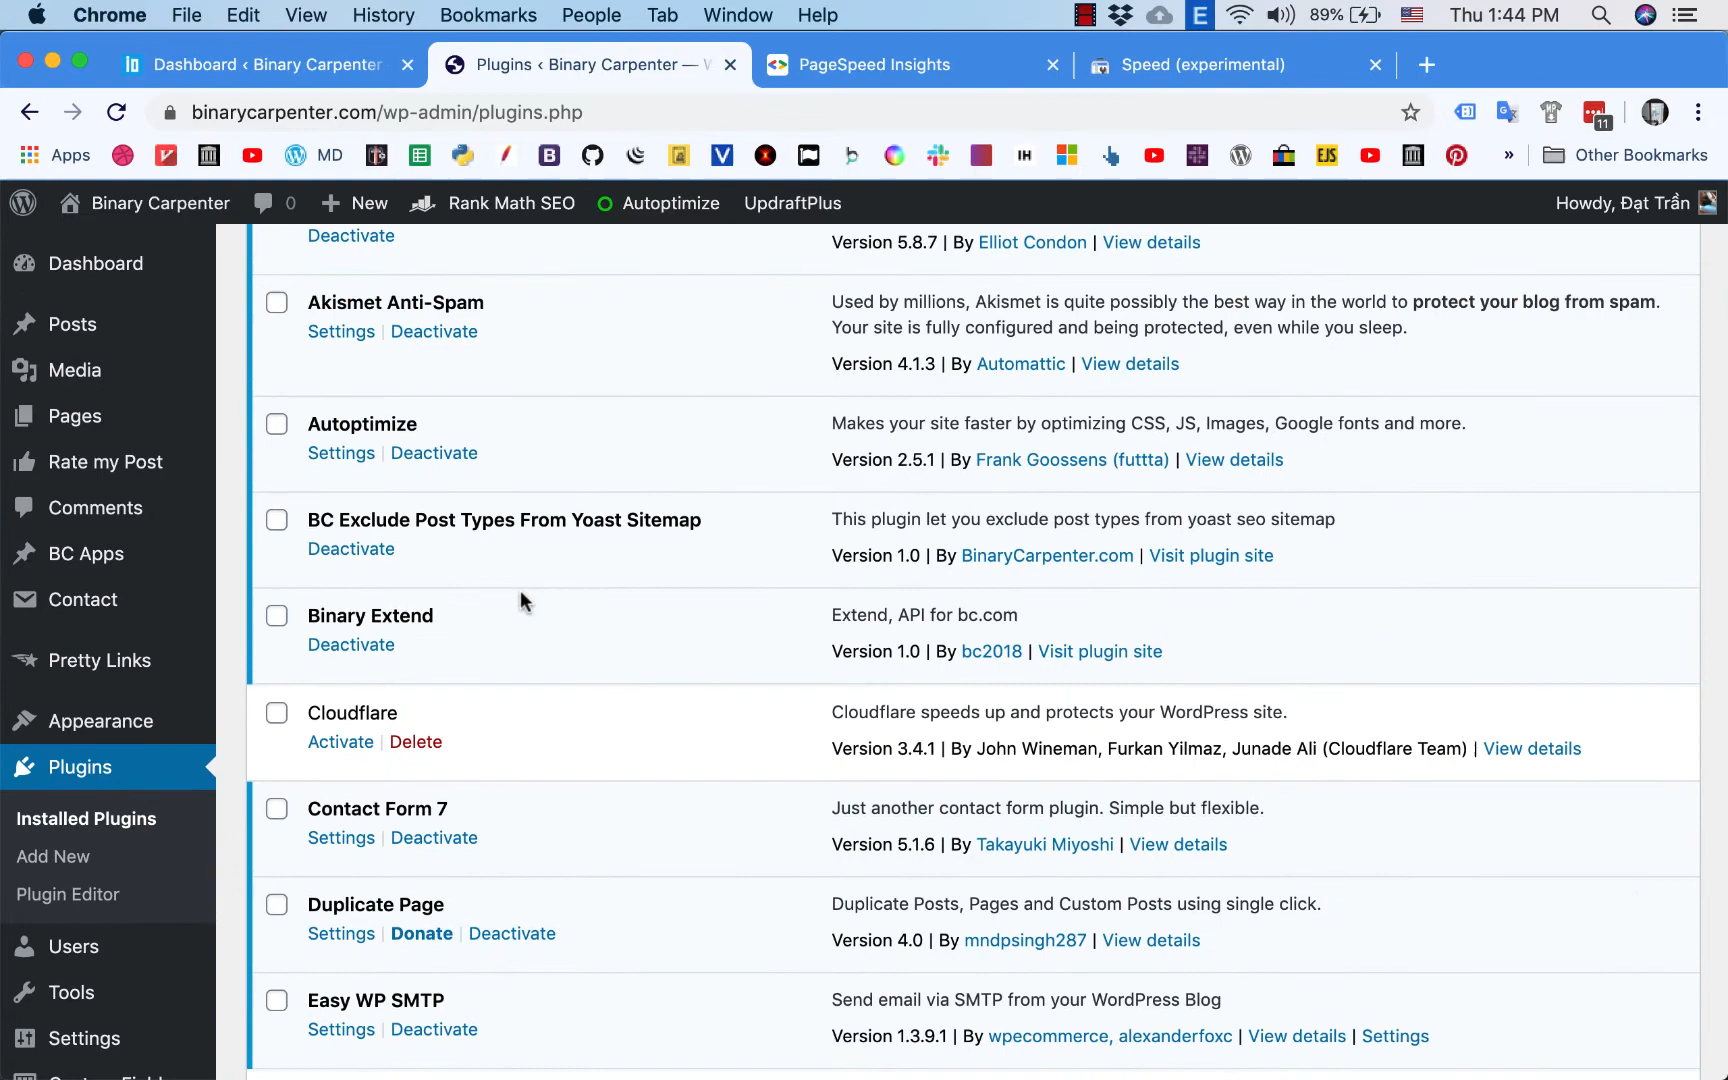 Chrome File Edit View History Bookmarks People Tab Window Help E 89% Thu 1:44 PM
Dashboard ‹ Binary Carpenter Plugins ‹ Binary Carpenter — PageSpeed Insights Speed (experimental)
binarycarpenter.com/wp-admin/plugins.php 11
Apps MD IH EJS » Other Bookmarks
Binary Carpenter 0 New Rank Math SEO Autoptimize UpdraftPlus Howdy, Đạt Trần
Dashboard
Posts
Media
Pages
Rate my Post
Comments
BC Apps
Contact
Pretty Links
Appearance
Plugins
Installed Plugins
Add New
Plugin Editor
Users
Tools
Settings
Deactivate
Version 5.8.7 | By Elliot Condon | View details
Akismet Anti-Spam
Settings | Deactivate
Used by millions, Akismet is quite possibly the best way in the world to protect your blog from spam.
Your site is fully configured and being protected, even while you sleep.
Version 4.1.3 | By Automattic | View details
Autoptimize
Settings | Deactivate
Makes your site faster by optimizing CSS, JS, Images, Google fonts and more.
Version 2.5.1 | By Frank Goossens (futtta) | View details
BC Exclude Post Types From Yoast Sitemap
Deactivate
This plugin let you exclude post types from yoast seo sitemap
Version 1.0 | By BinaryCarpenter.com | Visit plugin site
Binary Extend
Deactivate
Extend, API for bc.com
Version 1.0 | By bc2018 | Visit plugin site
Cloudflare
Activate | Delete
Cloudflare speeds up and protects your WordPress site.
Version 3.4.1 | By John Wineman, Furkan Yilmaz, Junade Ali (Cloudflare Team) | View details
Contact Form 7
Settings | Deactivate
Just another contact form plugin. Simple but flexible.
Version 5.1.6 | By Takayuki Miyoshi | View details
Duplicate Page
Settings | Donate | Deactivate
Duplicate Posts, Pages and Custom Posts using single click.
Version 4.0 | By mndpsingh287 | View details
Easy WP SMTP
Settings | Deactivate
Send email via SMTP from your WordPress Blog
Version 1.3.9.1 | By wpecommerce, alexanderfoxc | View details | Settings